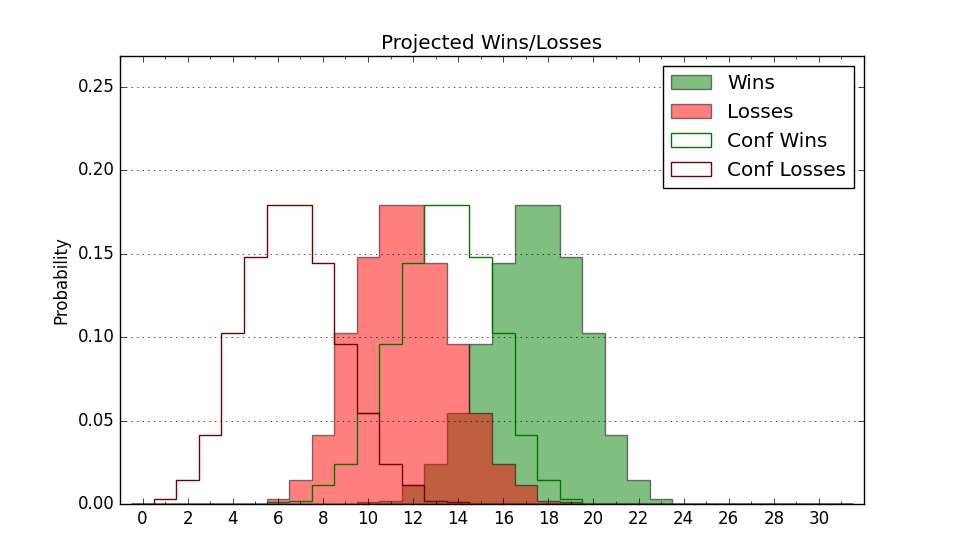 Projected Wins/Losses
Wins
Losses
Conf Wins
Conf Losses
Probability
0.25
0.20
0.15
0.10
0.05
0.00
0 2 4 6 8 10 12 14 16 18 20 22 24 26 28 30